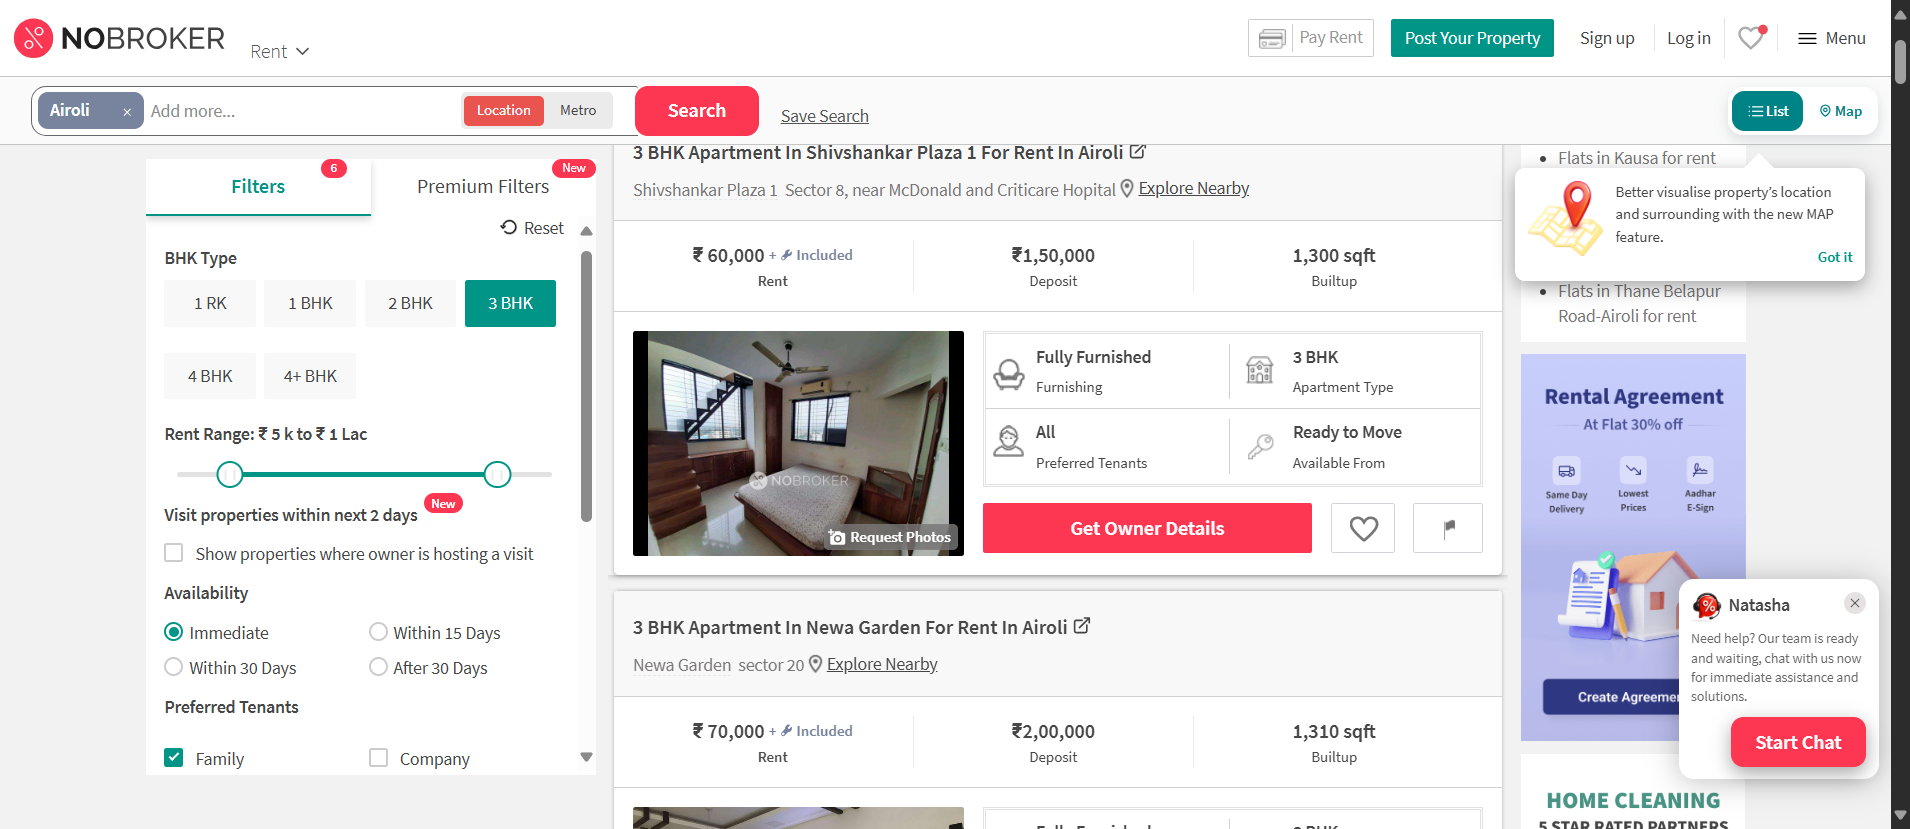 NOBROKER
Rent
Pay Rent
Post Your Property
Sign up
Log in
Menu
Airoli ×
Add more...
Location
Metro
Search
Save Search
List
Map
Filters
6
Premium Filters
New
Reset
BHK Type
1 RK
1 BHK
2 BHK
3 BHK
4 BHK
4+ BHK
Rent Range: ₹ 5 k to ₹ 1 Lac
Visit properties within next 2 days
New
Show properties where owner is hosting a visit
Availability
Immediate
Within 15 Days
Within 30 Days
After 30 Days
Preferred Tenants
Family
Company
3 BHK Apartment In Shivshankar Plaza 1 For Rent In Airoli
Shivshankar Plaza 1 Sector 8, near McDonald and Criticare Hopital Explore Nearby
₹ 60,000 + Included
Rent
₹1,50,000
Deposit
1,300 sqft
Builtup
NOBROKER
Request Photos
Fully Furnished
Furnishing
3 BHK
Apartment Type
All
Preferred Tenants
Ready to Move
Available From
Get Owner Details
3 BHK Apartment In Newa Garden For Rent In Airoli
Newa Garden sector 20 Explore Nearby
₹ 70,000 + Included
Rent
₹2,00,000
Deposit
1,310 sqft
Builtup
Fully Furnished
3 BHK
Flats in Kausa for rent
Better visualise property's location
and surrounding with the new MAP
feature.
Got it
Flats in Thane Belapur
Road-Airoli for rent
Rental Agreement
At Flat 30% off
Same Day
Delivery
Lowest
Prices
Aadhar
E-Sign
Create Agreemen
Natasha
Need help? Our team is ready
and waiting, chat with us now
for immediate assistance and
solutions.
Start Chat
HOME CLEANING
5 STAR RATED PARTNERS